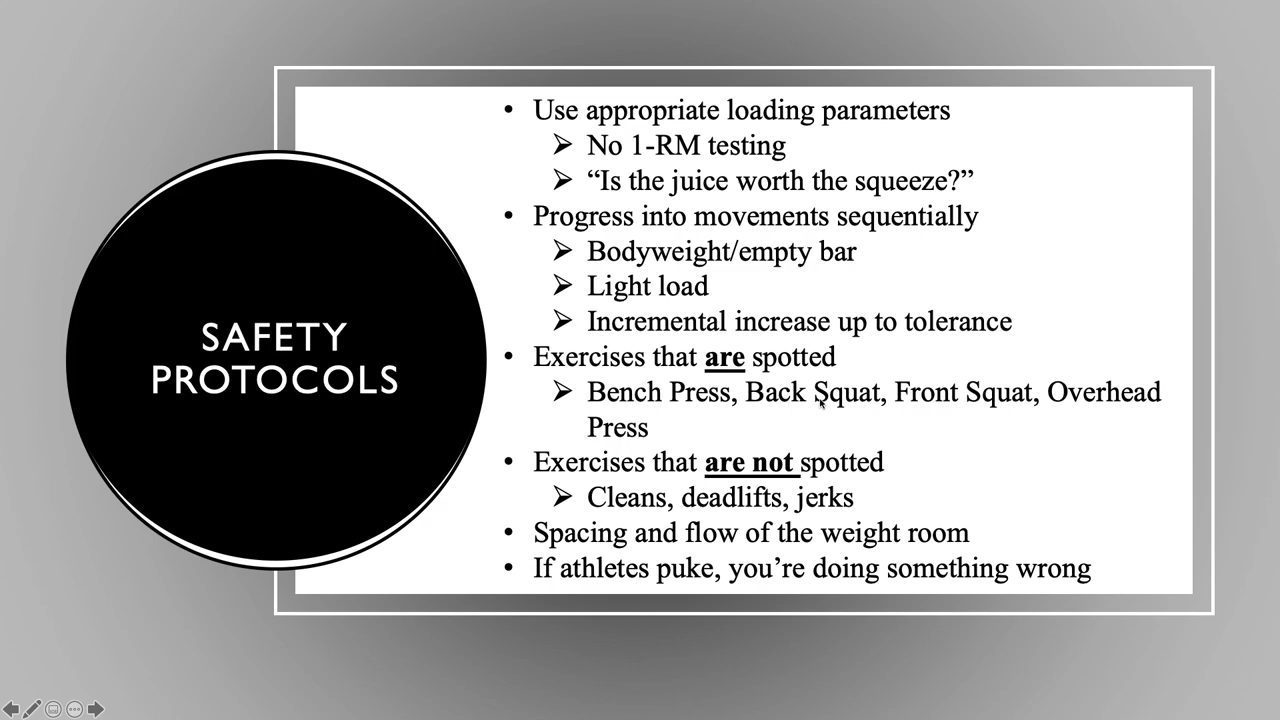 SAFETY
PROTOCOLS
• Use appropriate loading parameters
➢ No 1-RM testing
➢ “Is the juice worth the squeeze?”
• Progress into movements sequentially
➢ Bodyweight/empty bar
➢ Light load
➢ Incremental increase up to tolerance
• Exercises that are spotted
➢ Bench Press, Back Squat, Front Squat, Overhead
Press
• Exercises that are not spotted
➢ Cleans, deadlifts, jerks
• Spacing and flow of the weight room
• If athletes puke, you’re doing something wrong